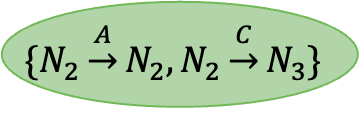 {N₂ →ᴬ N₂, N₂ →ᶜ N₃}